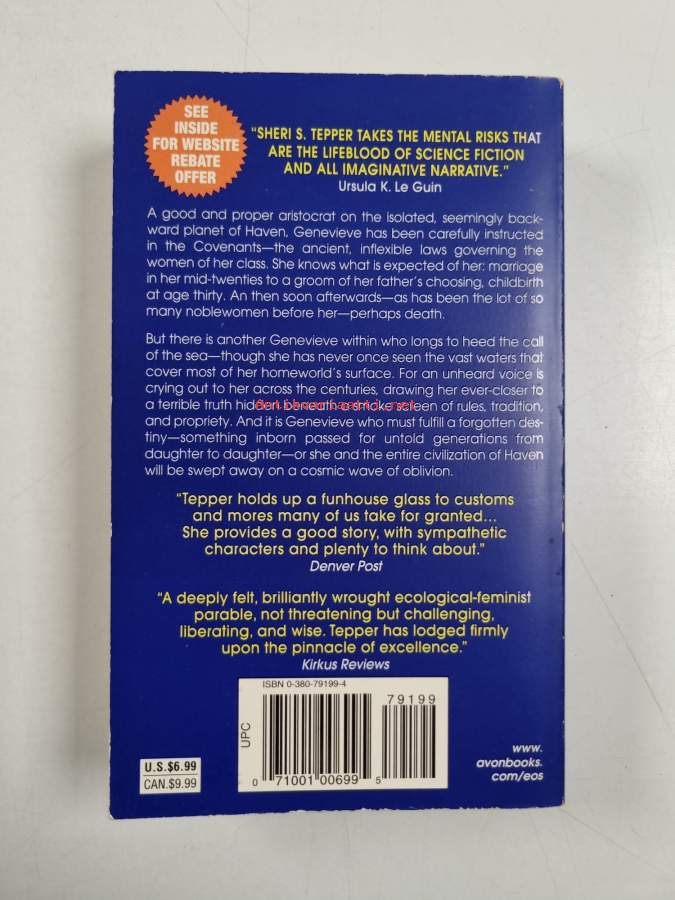 SEE
INSIDE
FOR WEBSITE
REBATE
OFFER
"SHERI S. TEPPER TAKES THE MENTAL RISKS THAT
ARE THE LIFEBLOOD OF SCIENCE FICTION
AND ALL IMAGINATIVE NARRATIVE."
Ursula K. Le Guin
A good and proper aristocrat on the isolated, seemingly back-
ward planet of Haven, Genevieve has been carefully instructed
in the Covenants—the ancient, inflexible laws governing the
women of her class. She knows what is expected of her: marriage
in her mid-twenties to a groom of her father's choosing, childbirth
at age thirty. An then soon afterwards—as has been the lot of so
many noblewomen before her—perhaps death.
But there is another Genevieve within who longs to heed the call
of the sea—though she has never once seen the vast waters that
cover most of her homeworld's surface. For an unheard voice is
crying out to her across the centuries, drawing her ever-closer to
a terrible truth hidden beneath a smokescreen of rules, tradition,
and propriety. And it is Genevieve who must fulfill a forgotten des-
tiny—something inborn passed for untold generations from
daughter to daughter—or she and the entire civilization of Haven
will be swept away on a cosmic wave of oblivion.
"Tepper holds up a funhouse glass to customs
and mores many of us take for granted...
She provides a good story, with sympathetic
characters and plenty to think about."
Denver Post
"A deeply felt, brilliantly wrought ecological-feminist
parable, not threatening but challenging,
liberating, and wise. Tepper has lodged firmly
upon the pinnacle of excellence."
Kirkus Reviews
ISBN 0-380-79199-4
79199
UPC
0 71001 00699 5
U.S.$6.99
CAN.$9.99
www.
avonbooks.
com/eos